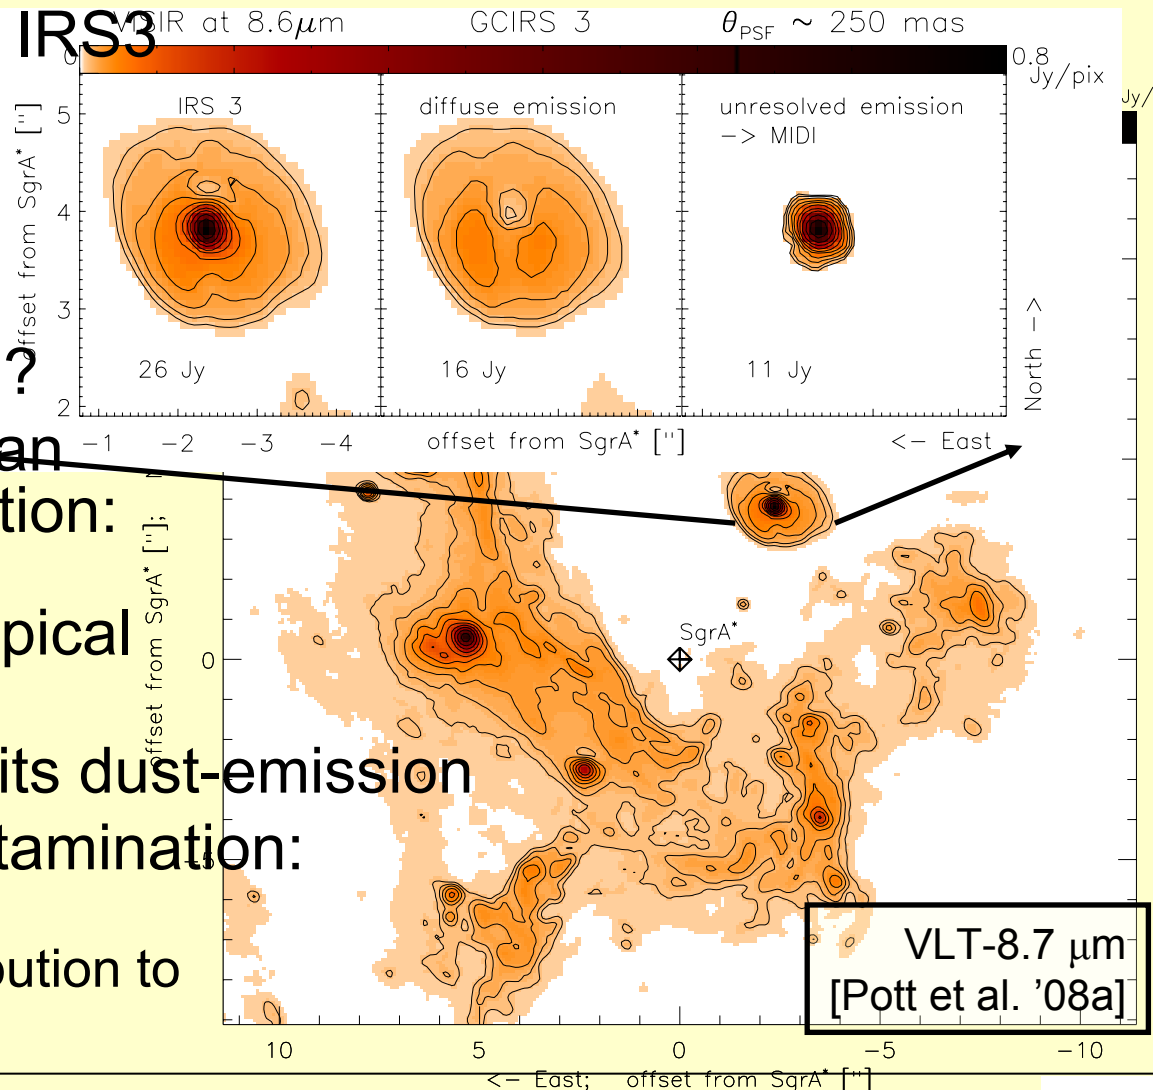 IRS3
VISIR at 8.6μm GCIRS 3 θPSF ~ 250 mas
0 0.8
Jy/pix
Jy/
IRS 3
diffuse emission
unresolved emission
-> MIDI
offset from SgrA* ["]
5
4
3
2
26 Jy
16 Jy
11 Jy
North ->
-1 -2 -3 -4
offset from SgrA* ["]
<- East
?
an
tion:
pical
its dust-emission
tamination:
bution to
offset from SgrA* ["];
0
-5
SgrA*
VLT-8.7 μm
[Pott et al. '08a]
10 5 0 -5 -10
<- East; offset from SgrA* ["]